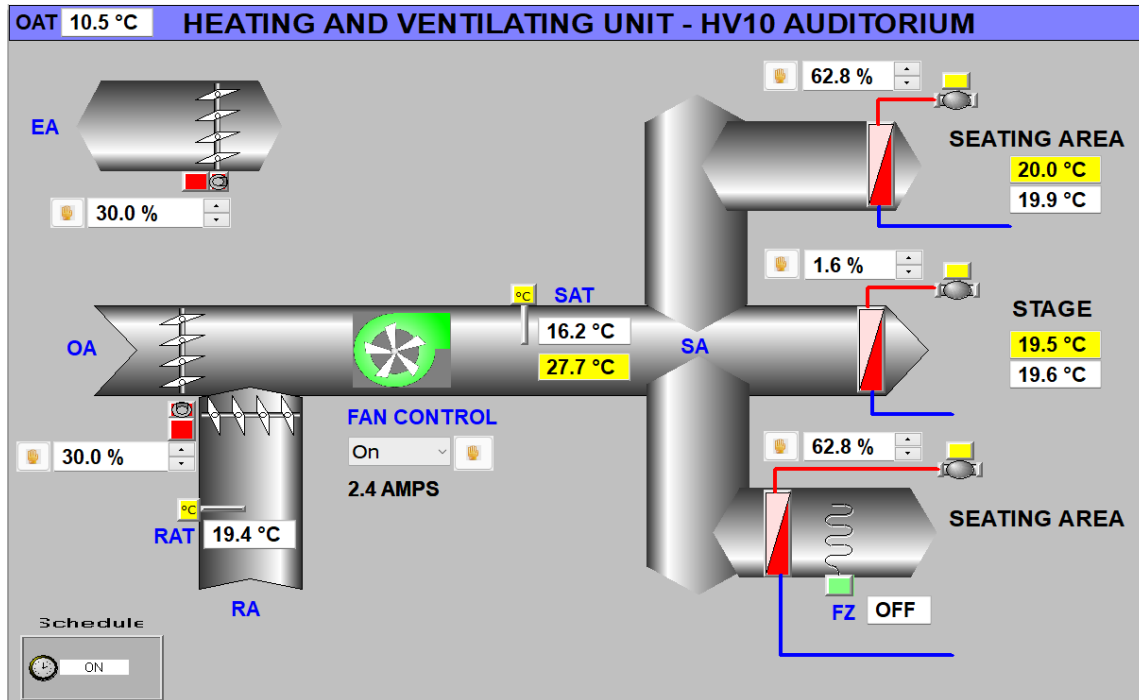 OAT 10.5 °C HEATING AND VENTILATING UNIT - HV10 AUDITORIUM
62.8 %
EA
SEATING AREA
20.0 °C
19.9 °C
30.0 %
1.6 %
°C SAT
16.2 °C
27.7 °C
OA
SA
STAGE
19.5 °C
19.6 °C
FAN CONTROL
On
2.4 AMPS
30.0 %
62.8 %
°C
RAT 19.4 °C
SEATING AREA
RA
FZ OFF
Schedule
ON